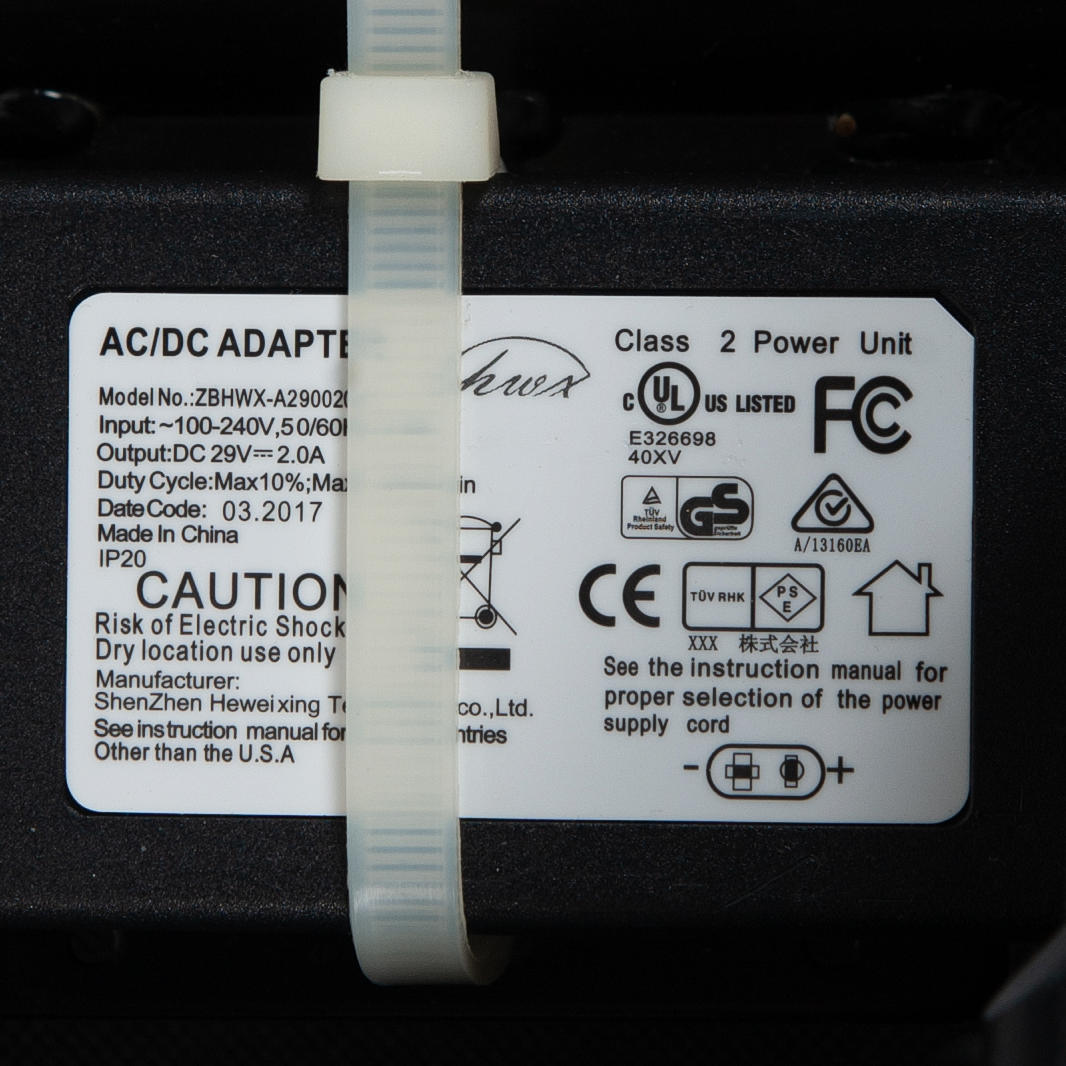 AC/DC ADAPTE
hwx
Model No.:ZBHWX-A29002
Input:~100-240V,50/60
Output:DC 29V⎓2.0A
Duty Cycle:Max10%;Ma in
DateCode: 03.2017
Made In China
IP20
CAUTION
Risk of Electric Shock
Dry location use only
Manufacturer:
ShenZhen Heweixing Te co.,Ltd.
See instruction manual for ntries
Other than the U.S.A
Class 2 Power Unit
C UL ® US LISTED
FC
E326698
40XV
TÜV
Rheinland
Product Safety
GS
geprüfte
Sicherheit
A/13160EA
CE
TÜV RHK
PS
E
XXX 株式会社
See the instruction manual for
proper selection of the power
supply cord
- +